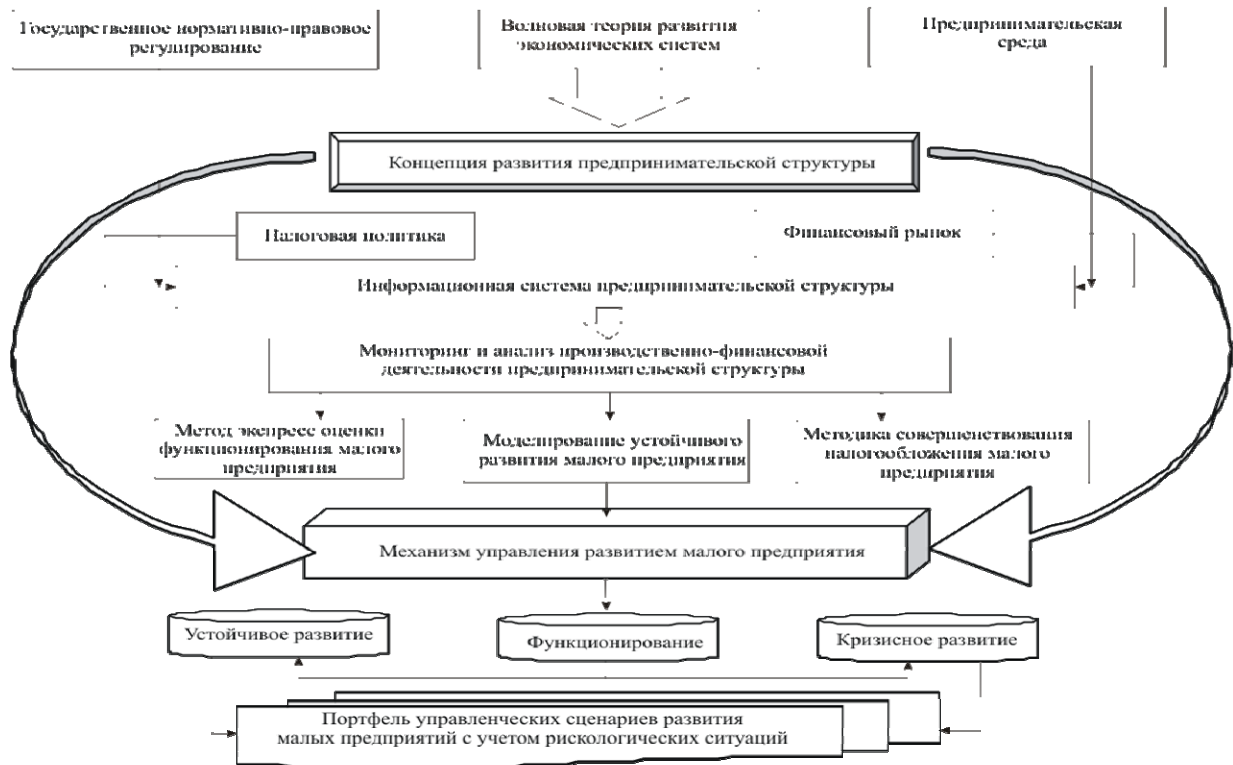 Государственное нормативно-правовое
регулирование
Волновая теория развития
экономических систем
Предпринимательская
среда
Концепция развития предпринимательской структуры
Налоговая политика
Финансовый рынок
Информационная система предпринимательской структуры
Мониторинг и анализ производственно-финансовой
деятельности предпринимательской структуры
Метод экспресс оценки
функционирования малого
предприятия
Моделирование устойчивого
развития малого предприятия
Методика совершенствования
налогообложения малого
предприятия
Механизм управления развитием малого предприятия
Устойчивое развитие
Функционирование
Кризисное развитие
Портфель управленческих сценариев развития
малых предприятий с учетом рискологических ситуаций